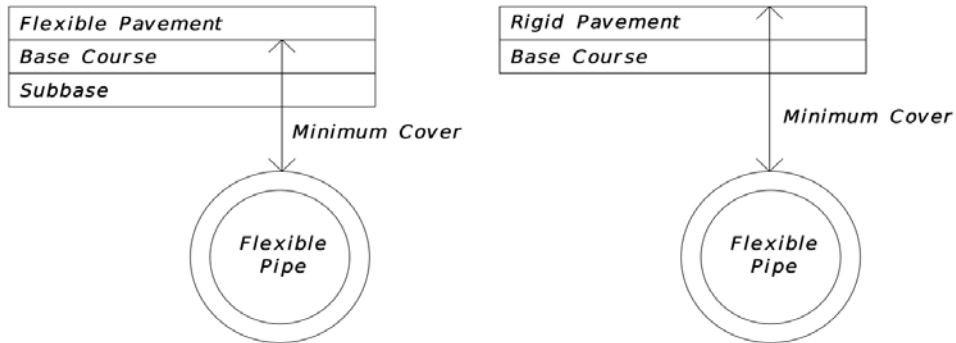 Flexible Pavement
Base Course
Subbase
Minimum Cover
Flexible
Pipe
Rigid Pavement
Base Course
Minimum Cover
Flexible
Pipe